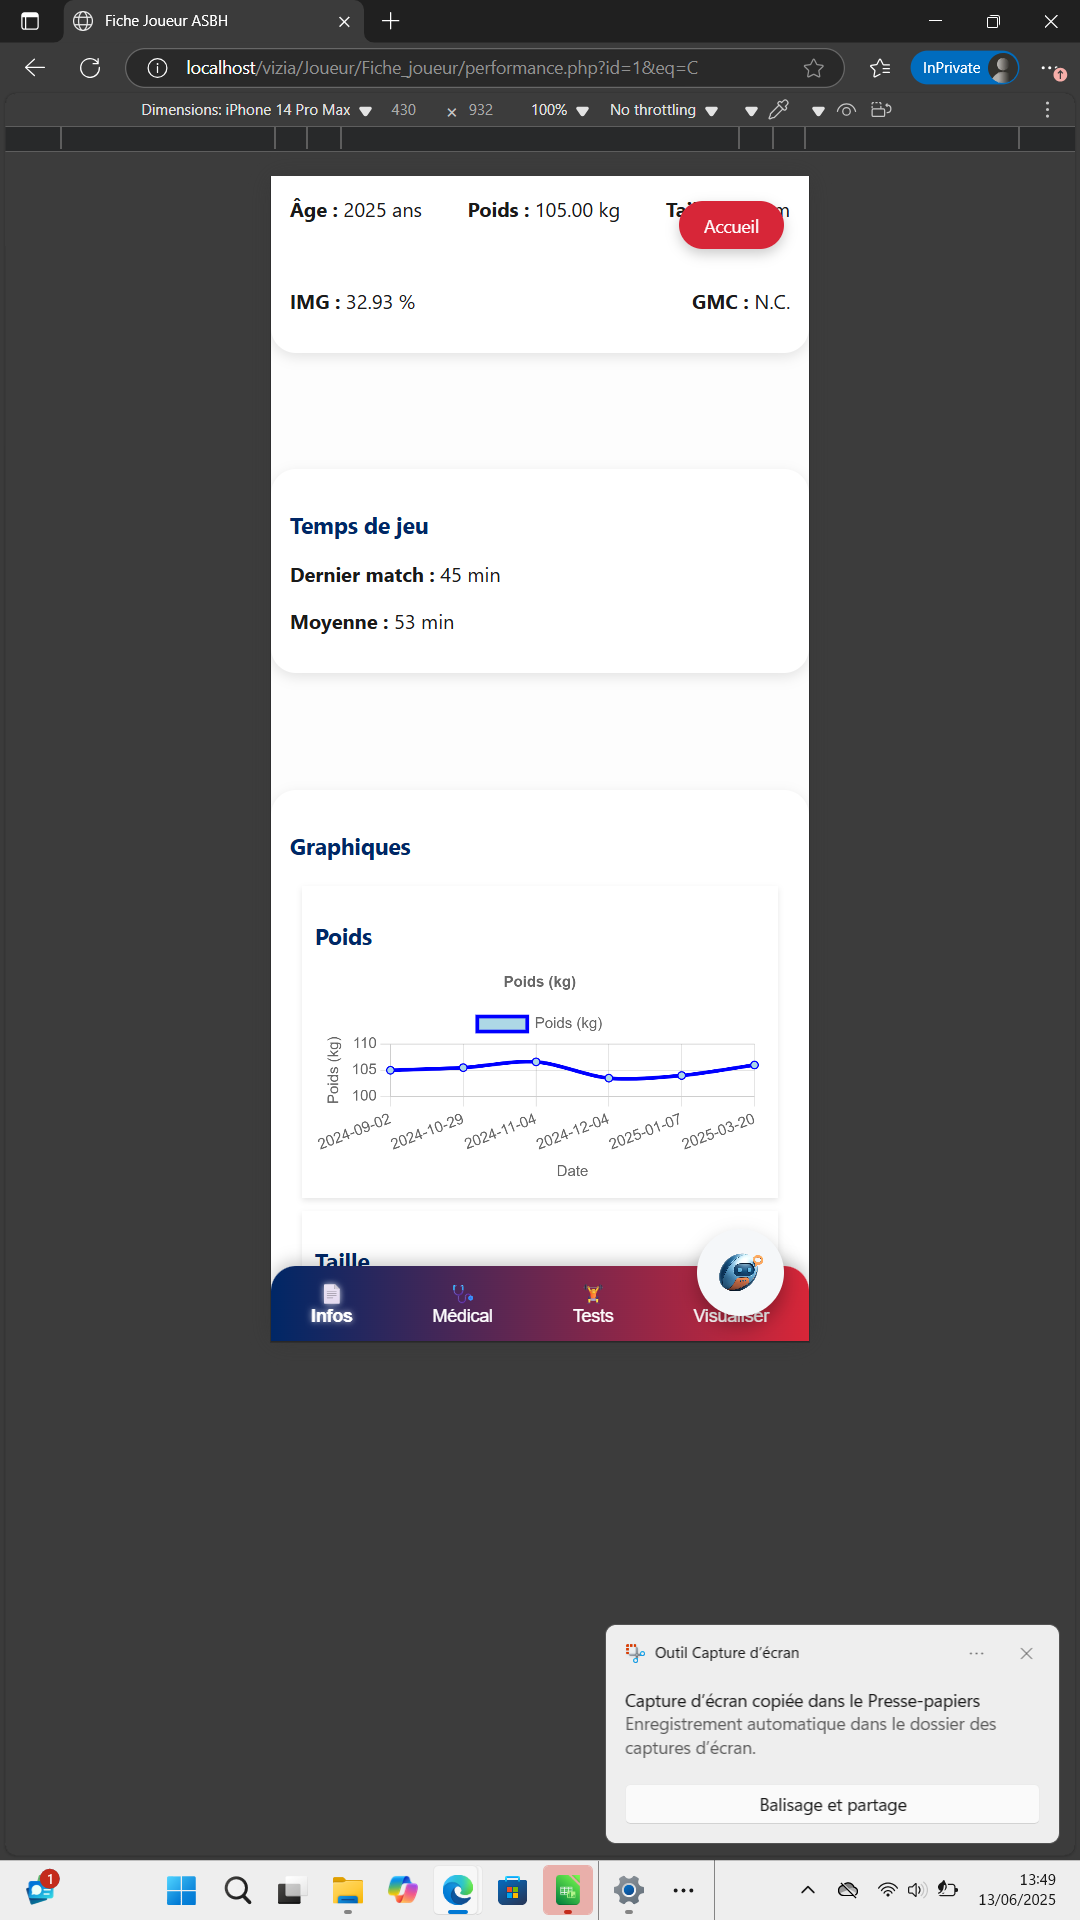 Fiche Joueur ASBH
localhost/vizia/Joueur/Fiche_joueur/performance.php?id=1&eq=C
InPrivate
Dimensions: iPhone 14 Pro Max 430 × 932 100% No throttling
Âge : 2025 ans Poids : 105.00 kg
Accueil
IMG : 32.93 % GMC : N.C.
Temps de jeu
Dernier match : 45 min
Moyenne : 53 min
Graphiques
Poids
Poids (kg)
Poids (kg)
Poids (kg)
110
105
100
2024-09-02 2024-10-29 2024-11-04 2024-12-04 2025-01-07 2025-03-20
Date
Taille
Infos Médical Tests Visualiser
Outil Capture d'écran
Capture d'écran copiée dans le Presse-papiers
Enregistrement automatique dans le dossier des
captures d'écran.
Balisage et partage
1
13:49
13/06/2025